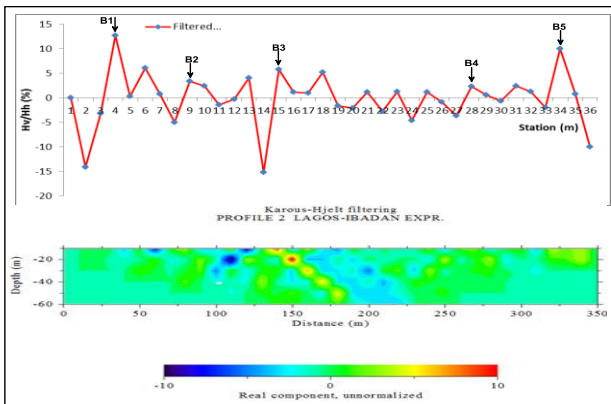 B1
B2
B3
B4
B5
Filtered...
15
10
5
0
-5
-10
-15
-20
Hv/Hh (%)
1 2 3 4 5 6 7 8 9 10 11 12 13 14 15 16 17 18 19 20 21 22 23 24 25 26 27 28 29 30 31 32 33 34 35 36
Station (m)
Karous-Hjelt filtering
PROFILE 2 LAGOS-IBADAN EXPR.
Depth (m)
-20
-40
-60
0 50 100 150 200 250 300 350
Distance (m)
-10 0 10
Real component, unnormalized